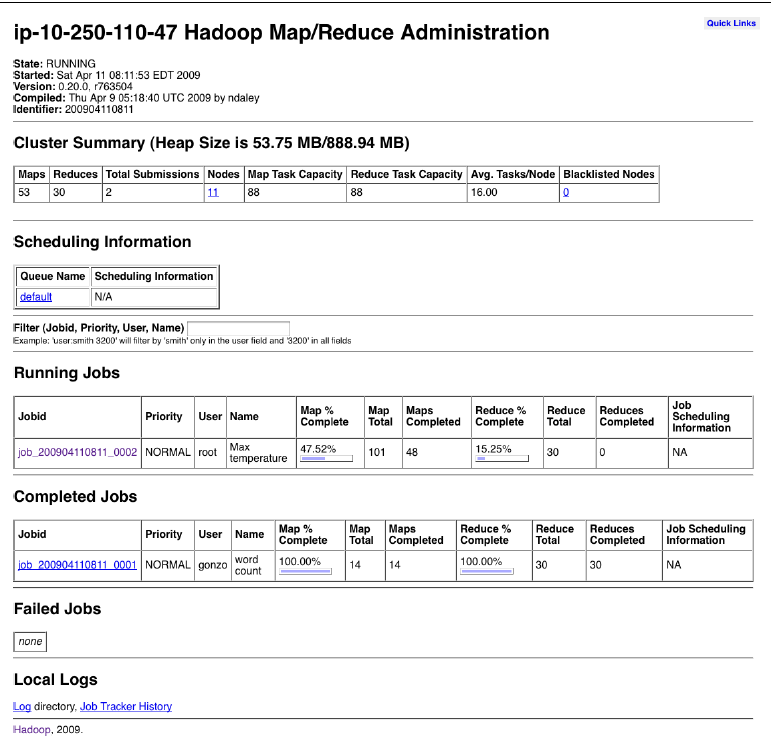 ip-10-250-110-47 Hadoop Map/Reduce Administration
Quick Links
State: RUNNING
Started: Sat Apr 11 08:11:53 EDT 2009
Version: 0.20.0, r763504
Compiled: Thu Apr 9 05:18:40 UTC 2009 by ndaley
Identifier: 200904110811
Cluster Summary (Heap Size is 53.75 MB/888.94 MB)
Maps Reduces Total Submissions Nodes Map Task Capacity Reduce Task Capacity Avg. Tasks/Node Blacklisted Nodes
53 30 2 11 88 88 16.00 0
Scheduling Information
Queue Name Scheduling Information
default N/A
Filter (Jobid, Priority, User, Name)
Example: 'user:smith 3200' will filter by 'smith' only in the user field and '3200' in all fields
Running Jobs
Jobid Priority User Name Map % Complete Map Total Maps Completed Reduce % Complete Reduce Total Reduces Completed Job Scheduling Information
job_200904110811_0002 NORMAL root Max temperature 47.52% 101 48 15.25% 30 0 NA
Completed Jobs
Jobid Priority User Name Map % Complete Map Total Maps Completed Reduce % Complete Reduce Total Reduces Completed Job Scheduling Information
job_200904110811_0001 NORMAL gonzo word count 100.00% 14 14 100.00% 30 30 NA
Failed Jobs
none
Local Logs
Log directory, Job Tracker History
Hadoop, 2009.